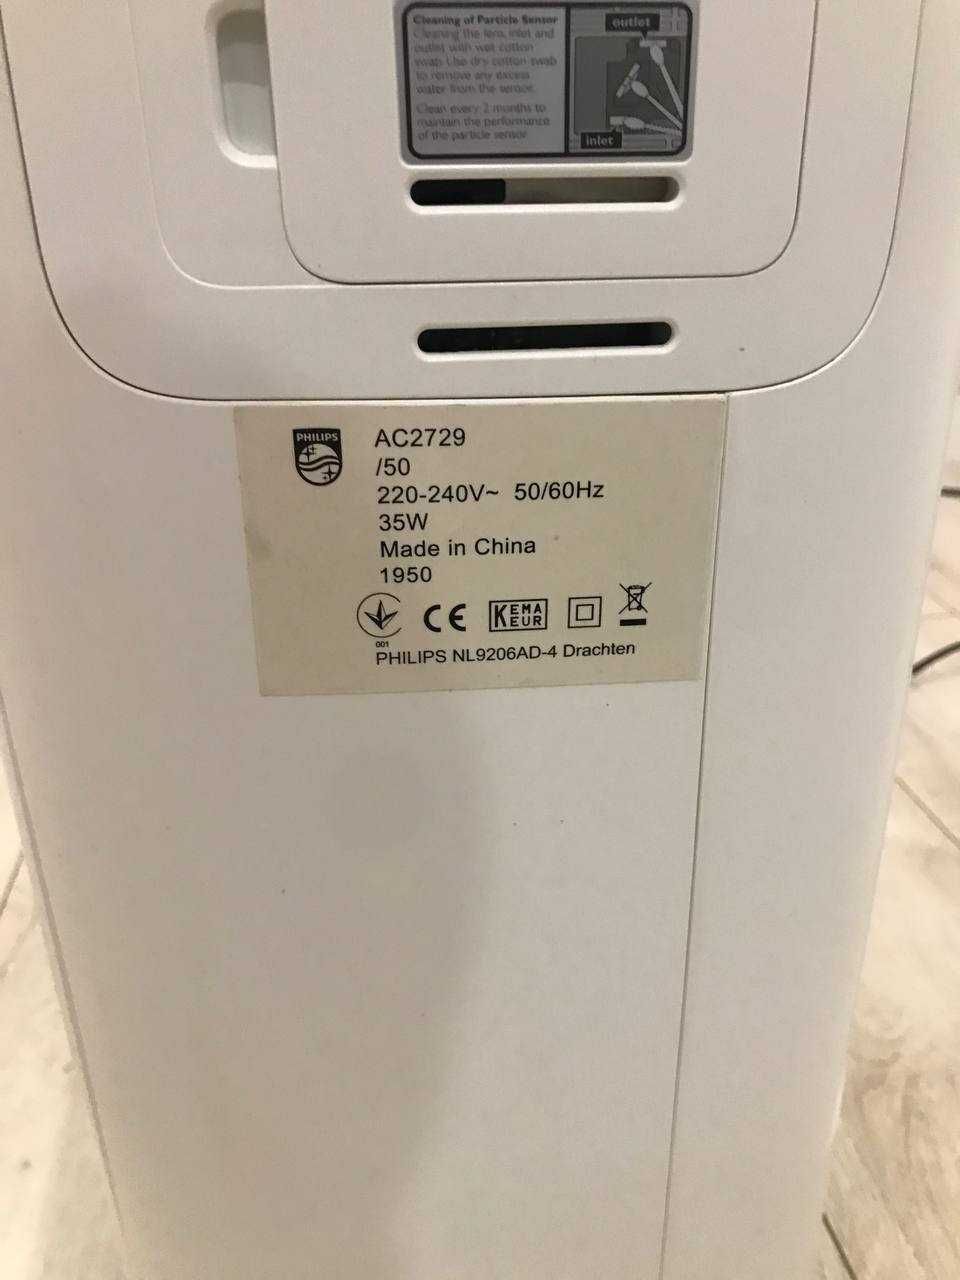 Cleaning of Particle Sensor
Cleaning the lens, inlet and
outlet with wet cotton
swab. Use dry cotton swab
to remove any excess
water from the sensor.
Clean every 2 months to
maintain the performance
of the particle sensor
outlet
inlet
PHILIPS
AC2729
/50
220-240V~ 50/60Hz
35W
Made in China
1950
001
CE
KEMA
EUR
PHILIPS NL9206AD-4 Drachten